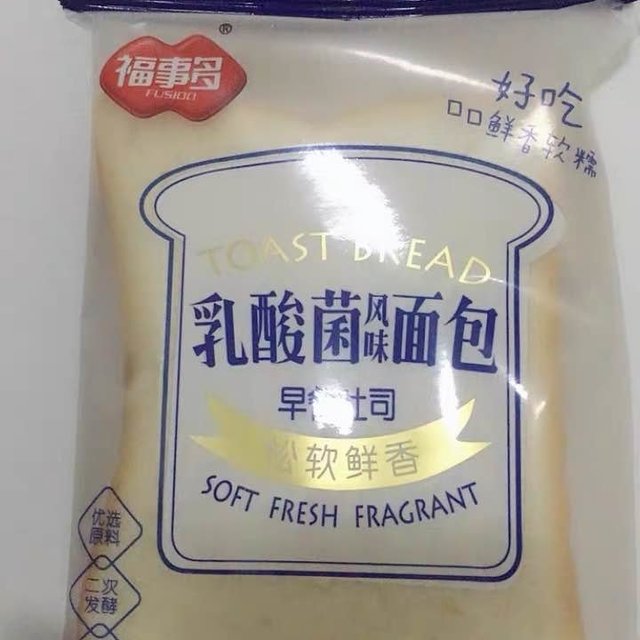 福事多
®
FUSIDO
好吃
口口鲜香软糯
TOAST BREAD
乳酸菌风味面包
早餐吐司
松软鲜香
SOFT FRESH FRAGRANT
优选
原料
二次
发酵